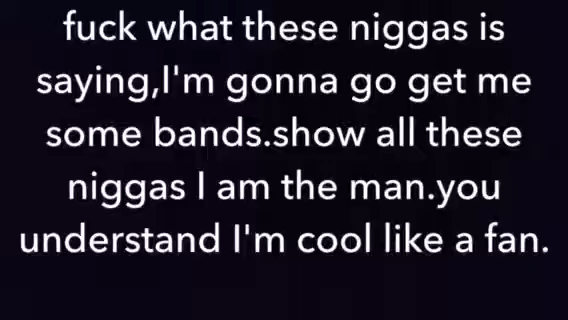 fuck what these niggas is
saying,I'm gonna go get me
some bands.show all these
niggas I am the man.you
understand I'm cool like a fan.